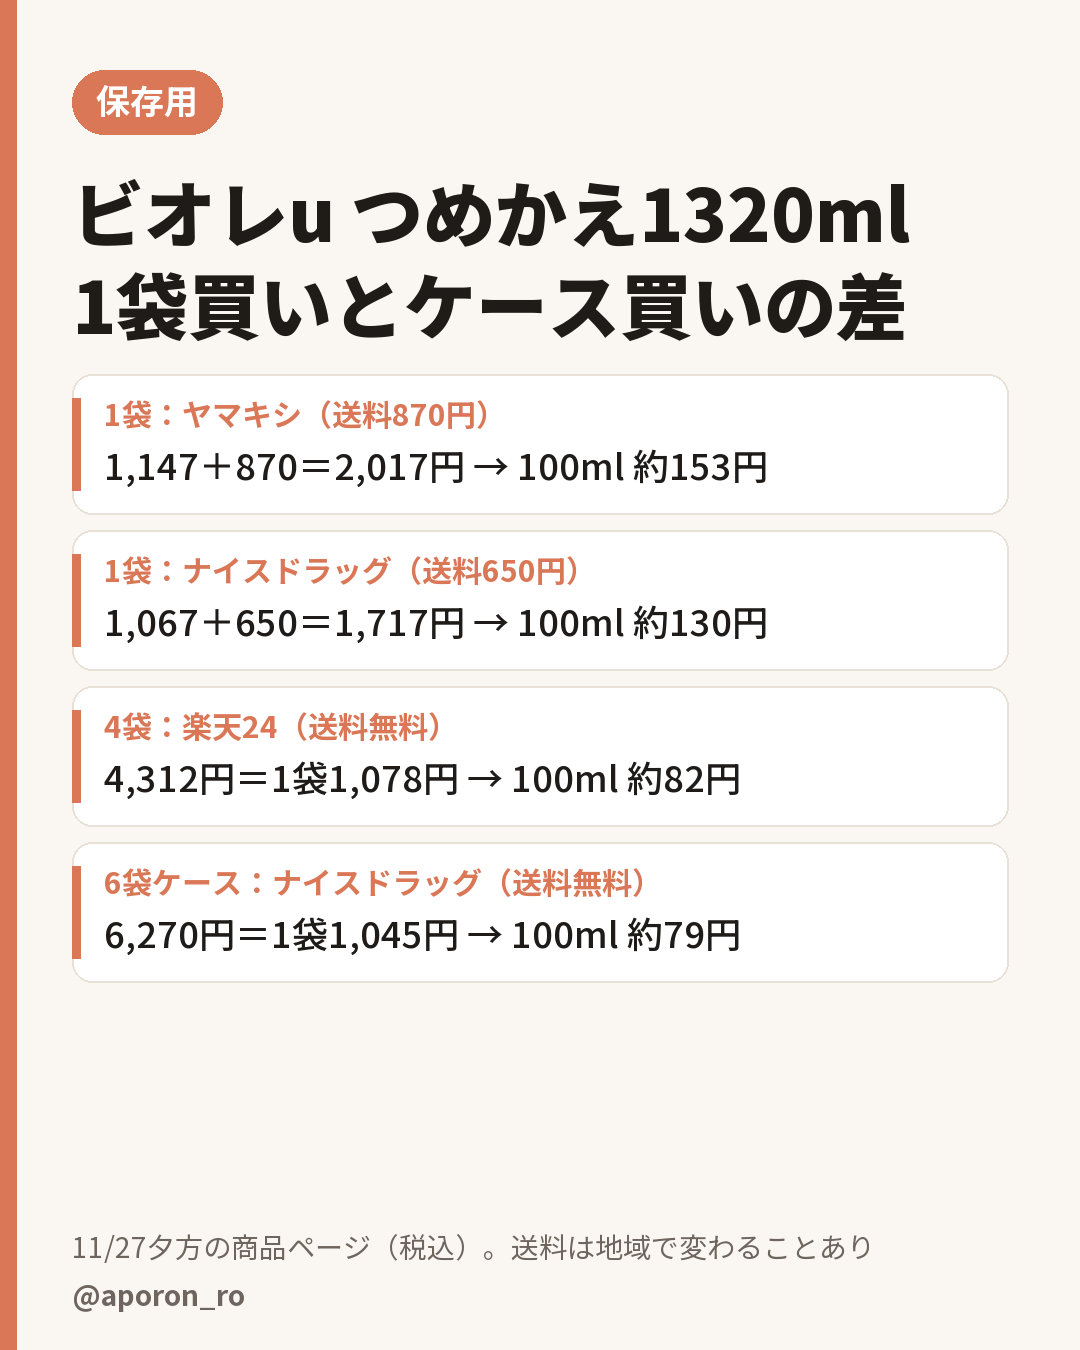 保存用
ビオレu つめかえ1320ml
1袋買いとケース買いの差
1袋：ヤマキシ（送料870円）
1,147＋870＝2,017円 → 100ml 約153円
1袋：ナイスドラッグ（送料650円）
1,067＋650＝1,717円 → 100ml 約130円
4袋：楽天24（送料無料）
4,312円＝1袋1,078円 → 100ml 約82円
6袋ケース：ナイスドラッグ（送料無料）
6,270円＝1袋1,045円 → 100ml 約79円
11/27夕方の商品ページ（税込）。送料は地域で変わることあり
@aporon_ro